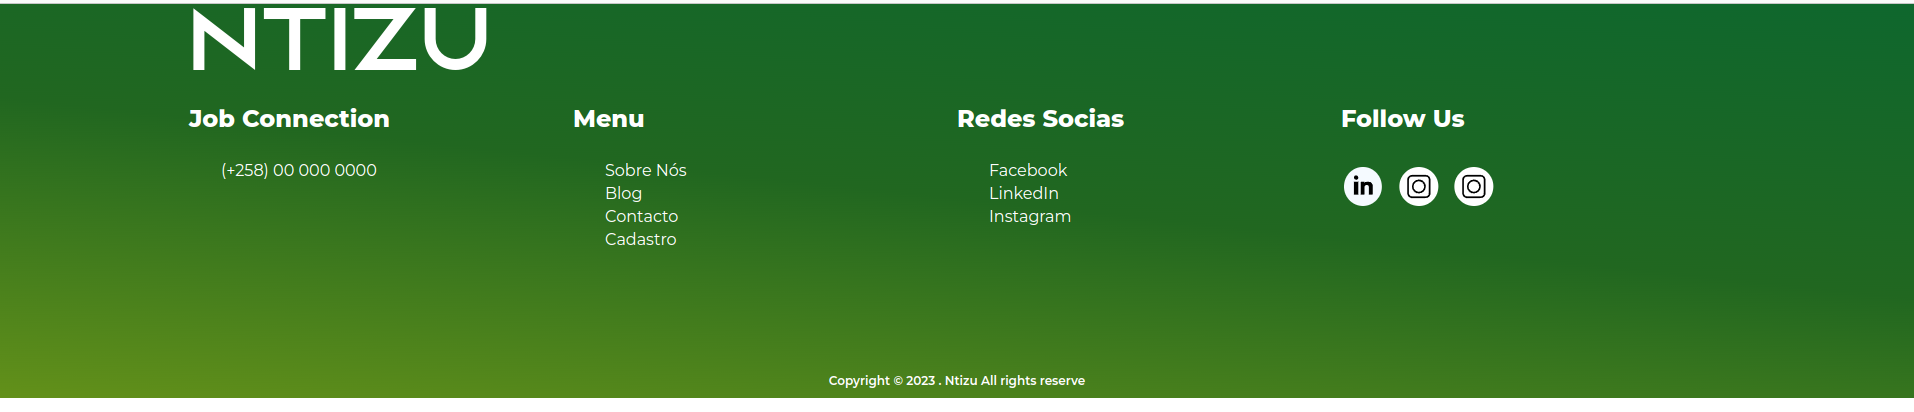 NTIZU
Job Connection
(+258) 00 000 0000
Menu
Sobre Nós
Blog
Contacto
Cadastro
Redes Socias
Facebook
LinkedIn
Instagram
Follow Us
in
Copyright © 2023 . Ntizu All rights reserve